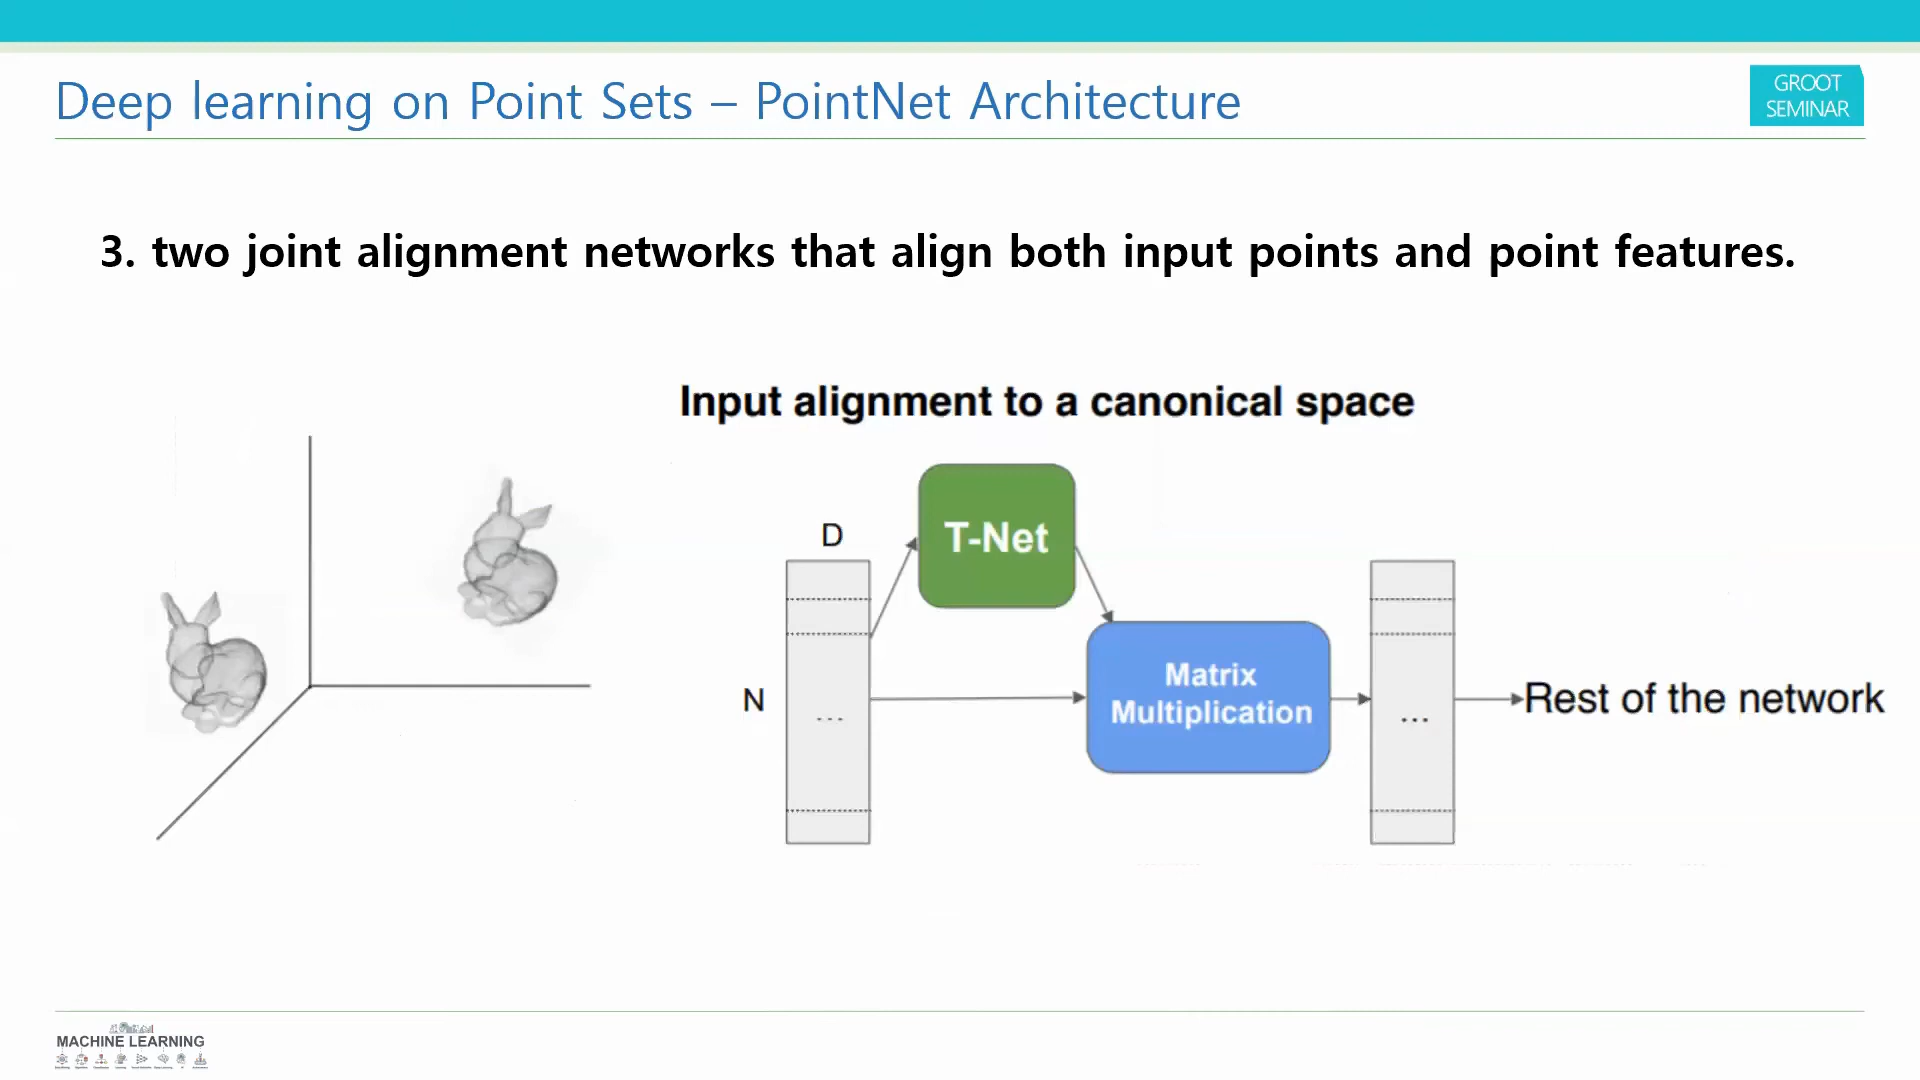 Deep learning on Point Sets – PointNet Architecture
GROOT
SEMINAR
3. two joint alignment networks that align both input points and point features.
Input alignment to a canonical space
D
T-Net
N
...
Matrix
Multiplication
...
Rest of the network
MACHINE LEARNING